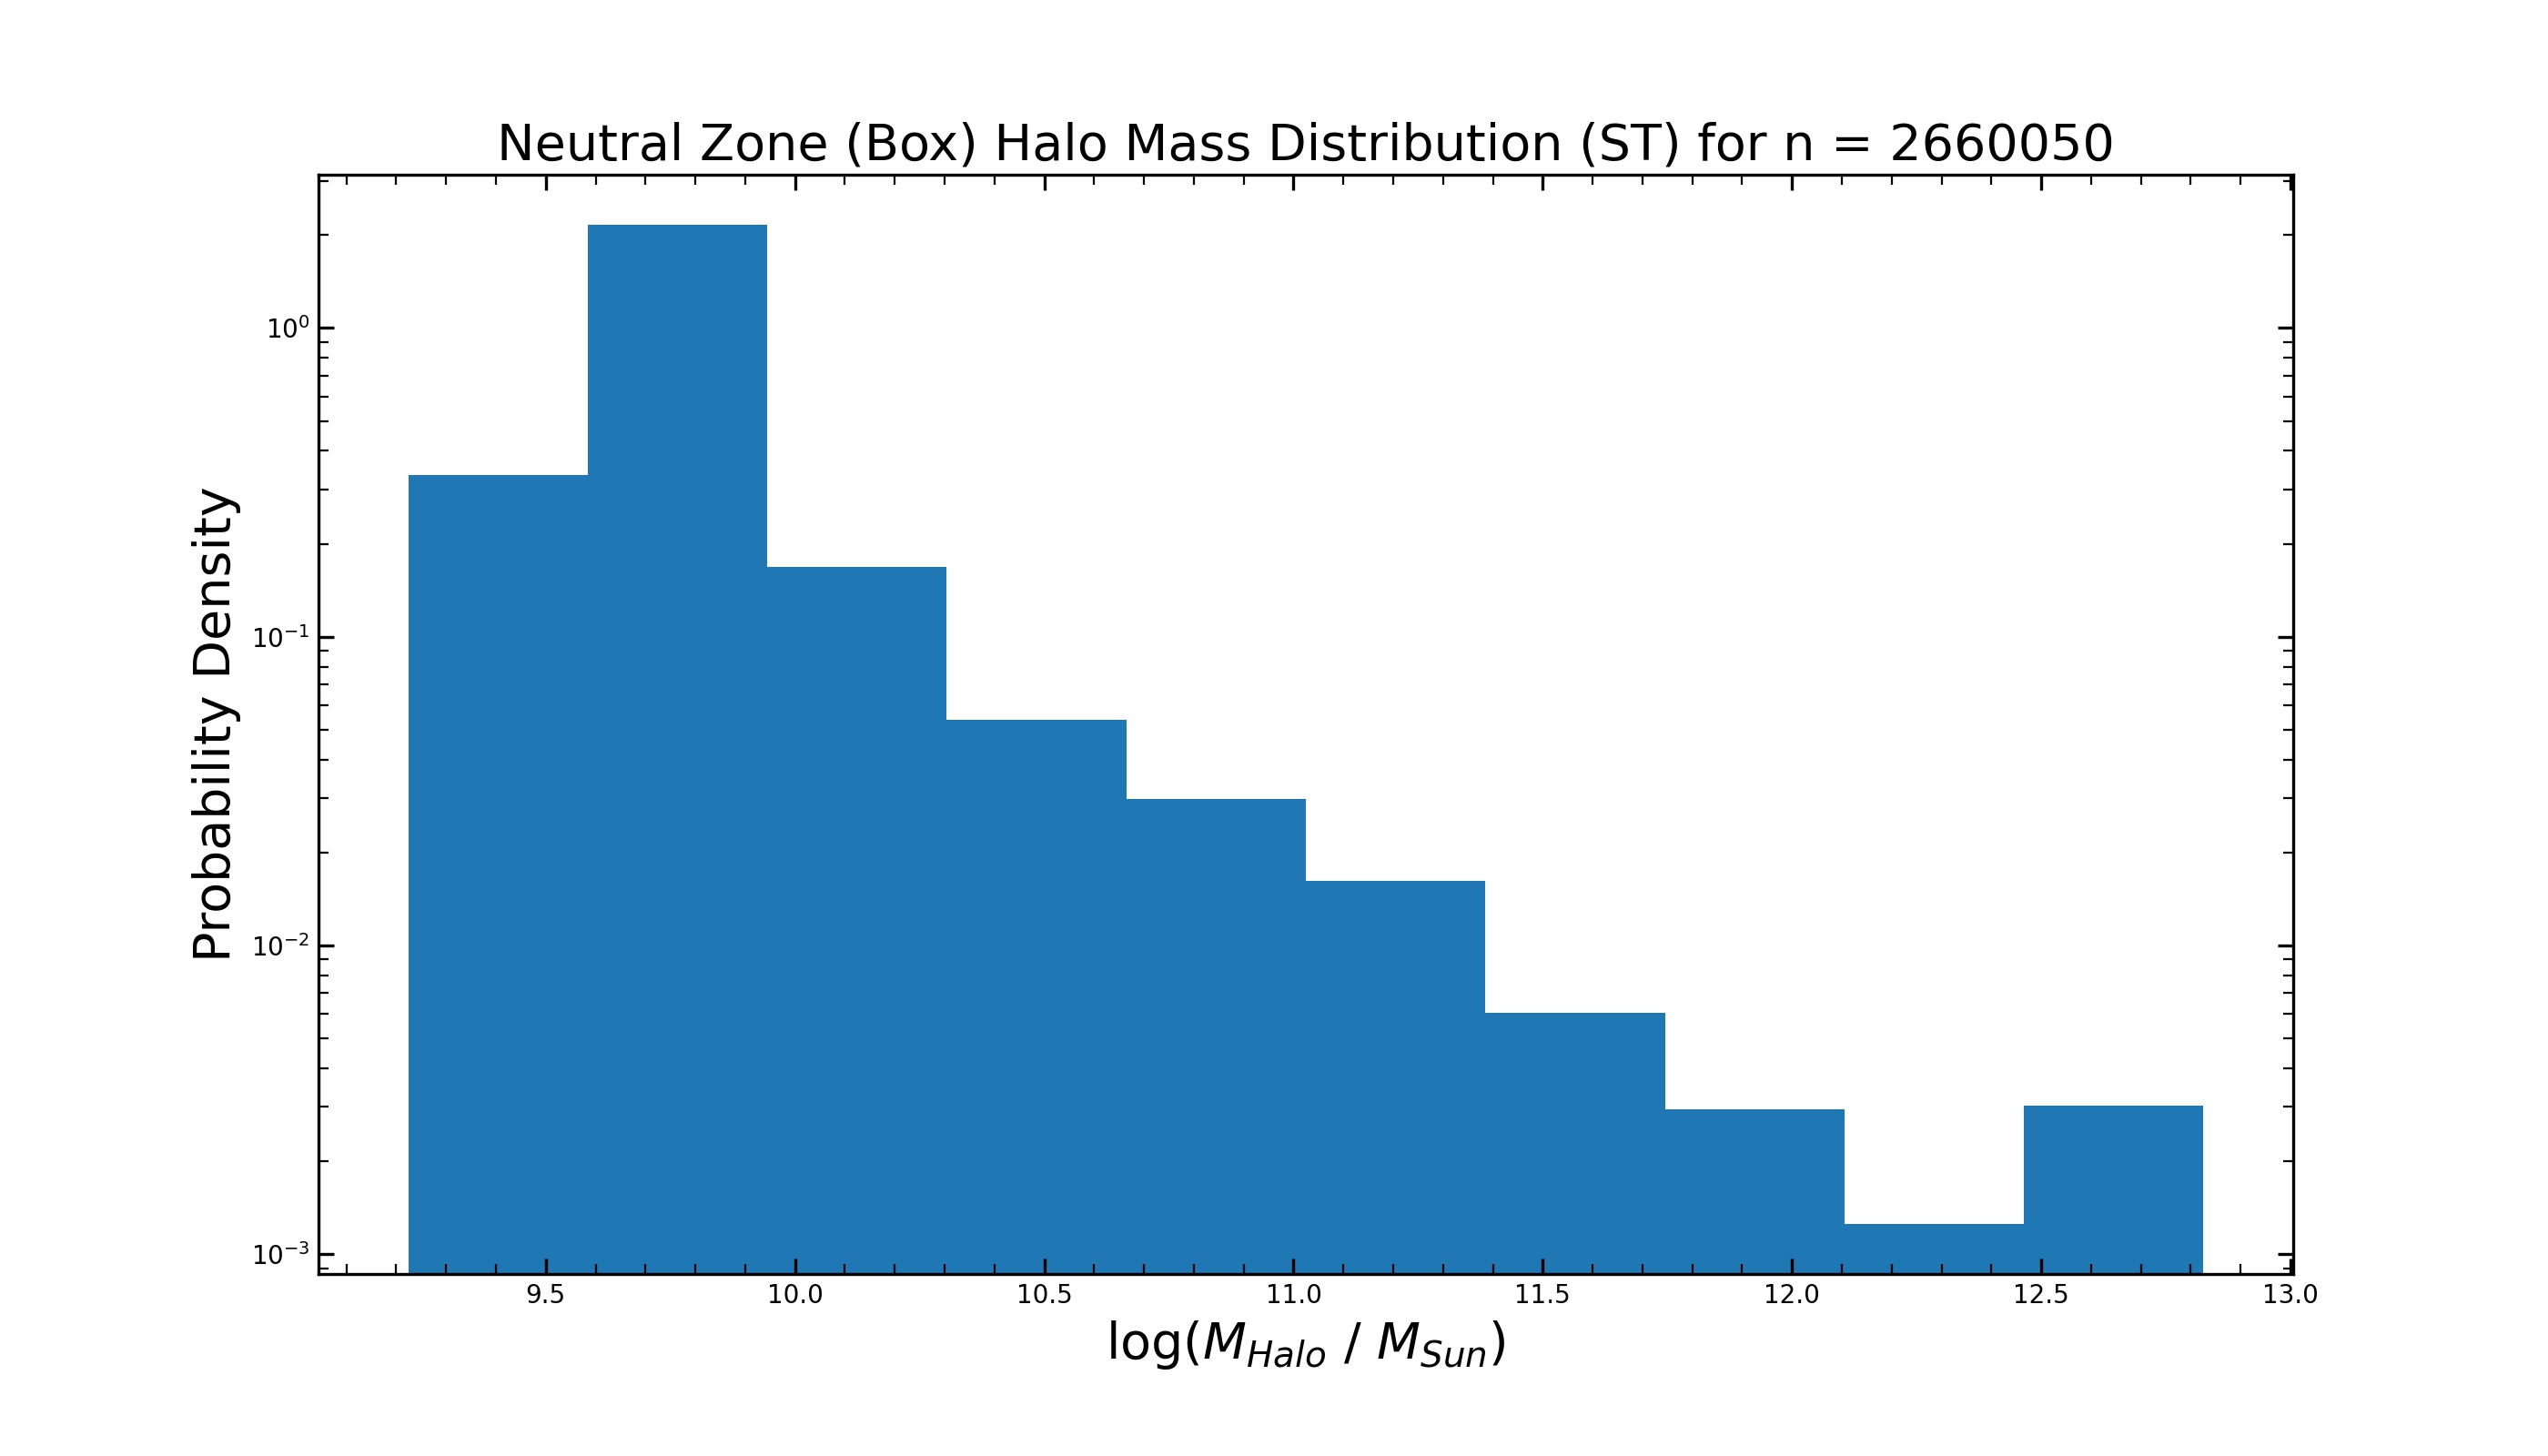 Neutral Zone (Box) Halo Mass Distribution (ST) for n = 2660050
Probability Density
10⁰
10⁻¹
10⁻²
10⁻³
9.5 10.0 10.5 11.0 11.5 12.0 12.5 13.0
log(M_Halo / M_Sun)